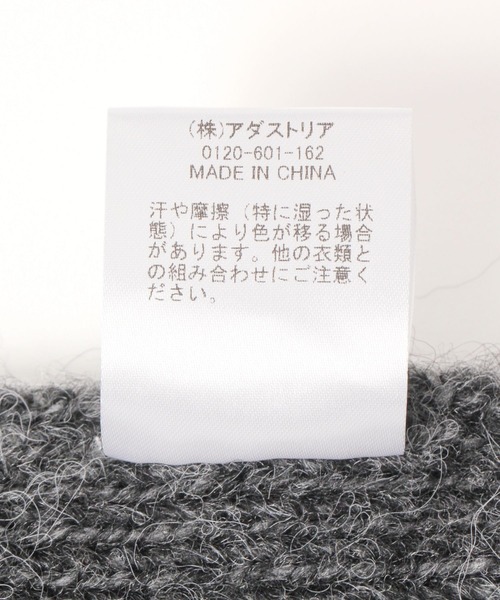 (株)アダストリア
0120-601-162
MADE IN CHINA
汗や摩擦（特に湿った状
態）により色が移る場合
があります。他の衣類と
の組み合わせにご注意く
ださい。